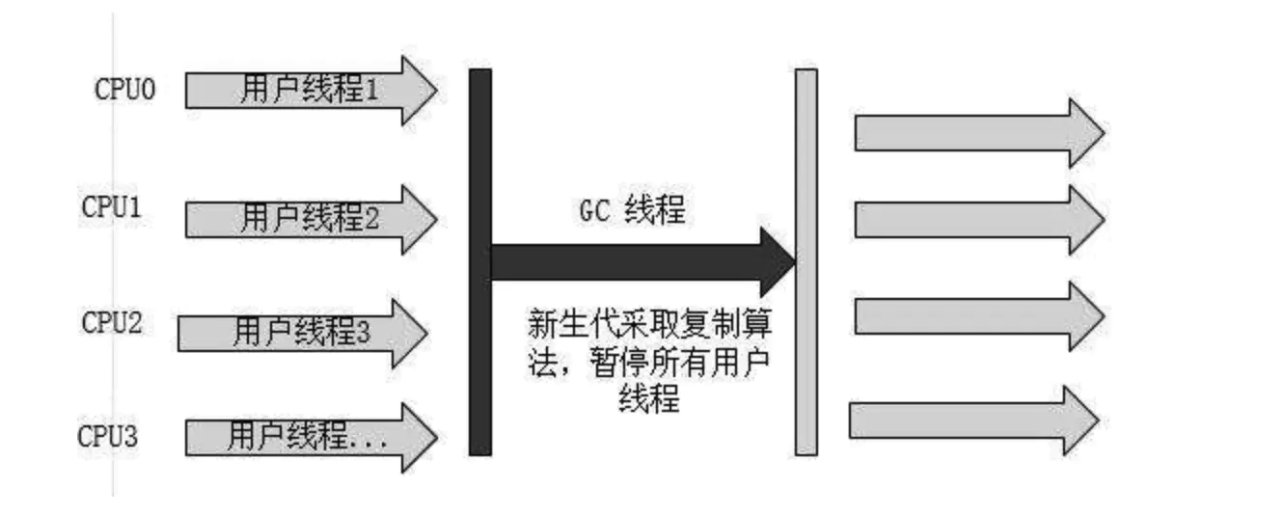 CPU0
用户线程1
CPU1
用户线程2
GC 线程
CPU2
用户线程3
新生代采取复制算
法，暂停所有用户
线程
CPU3
用户线程...